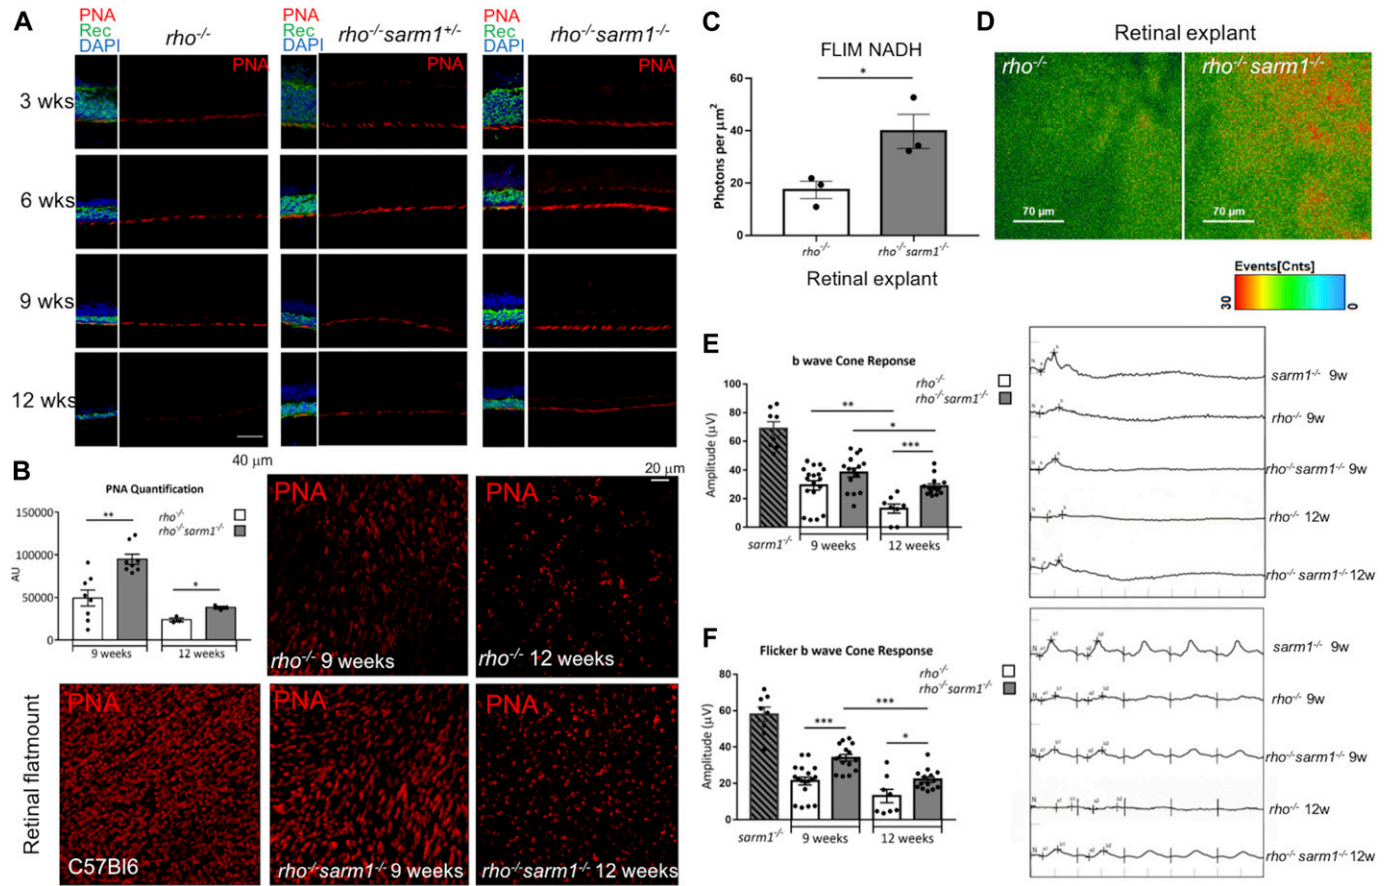 A
PNA
Rec
DAPI
rho-/-
PNA
Rec
DAPI
rho-/-sarm1+/-
PNA
Rec
DAPI
rho-/-sarm1-/-
PNA
PNA
PNA
3 wks
6 wks
9 wks
12 wks
40 µm
B
PNA Quantification
rho-/-
rho-/-sarm1-/-
150000
100000
50000
0
AU
**
*
9 weeks
12 weeks
PNA
rho-/- 9 weeks
20 µm
PNA
rho-/- 12 weeks
Retinal flatmount
PNA
C57Bl6
PNA
rho-/-sarm1-/- 9 weeks
PNA
rho-/-sarm1-/- 12 weeks
C
FLIM NADH
60
40
20
0
Photons per µm2
*
rho-/-
rho-/-sarm1-/-
Retinal explant
D
Retinal explant
rho-/-
70 µm
rho-/- sarm1-/-
70 µm
Events[Cnts]
30
0
E
b wave Cone Reponse
rho-/-
rho-/-sarm1-/-
100
80
60
40
20
0
Amplitude (µV)
**
*
***
sarm1-/-
9 weeks
12 weeks
sarm1-/- 9w
rho-/- 9w
rho-/-sarm1-/- 9w
rho-/- 12w
rho-/- sarm1-/- 12w
F
Flicker b wave Cone Response
rho-/-
rho-/-sarm1-/-
80
60
40
20
0
Amplitude (µV)
***
***
*
sarm1-/-
9 weeks
12 weeks
sarm1-/- 9w
rho-/- 9w
rho-/-sarm1-/- 9w
rho-/- 12w
rho-/- sarm1-/- 12w